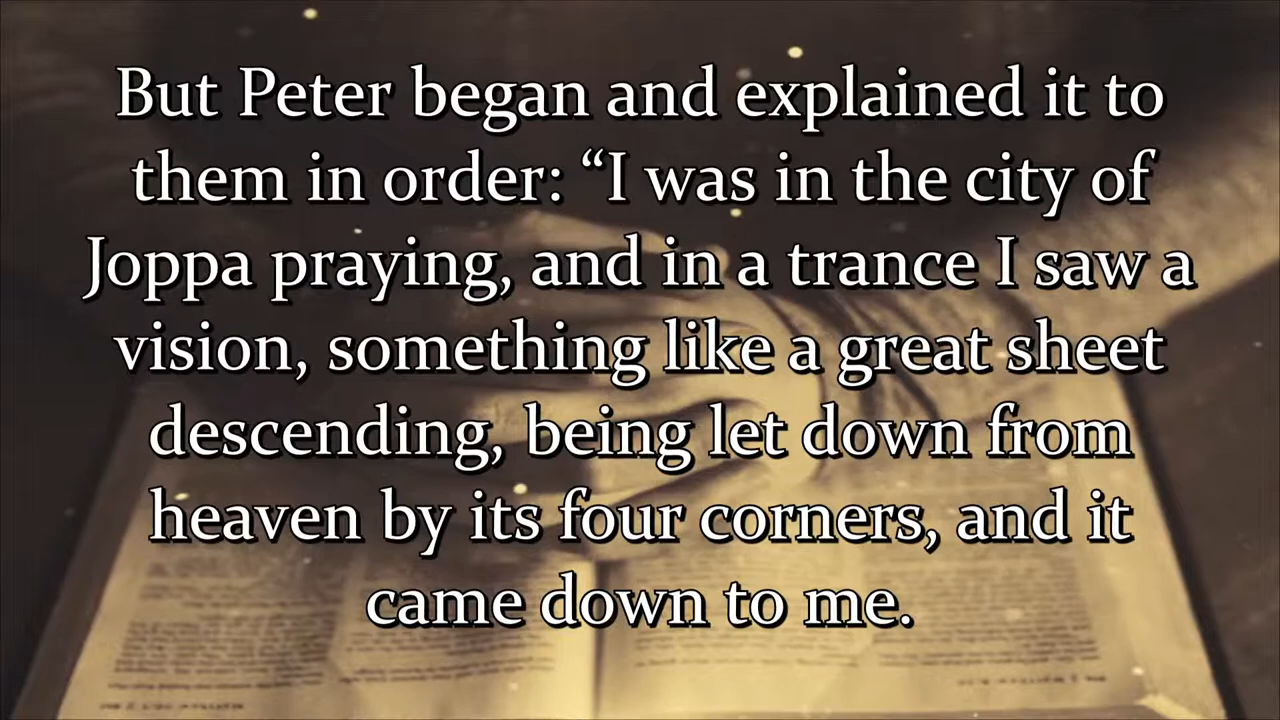 But Peter began and explained it to
them in order: “I was in the city of
Joppa praying, and in a trance I saw a
vision, something like a great sheet
descending, being let down from
heaven by its four corners, and it
came down to me.